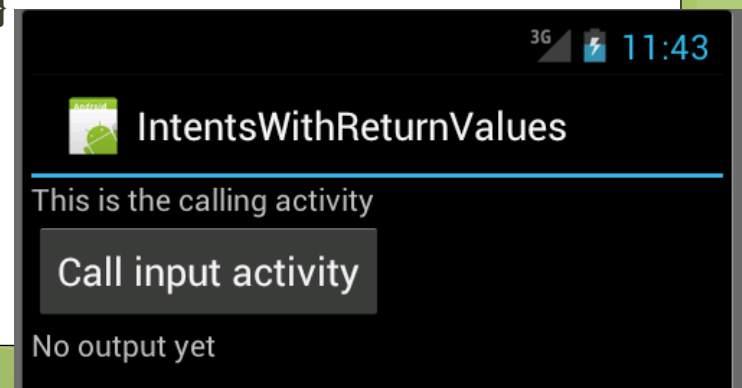 3G 11:43
Android
IntentsWithReturnValues
This is the calling activity
Call input activity
No output yet